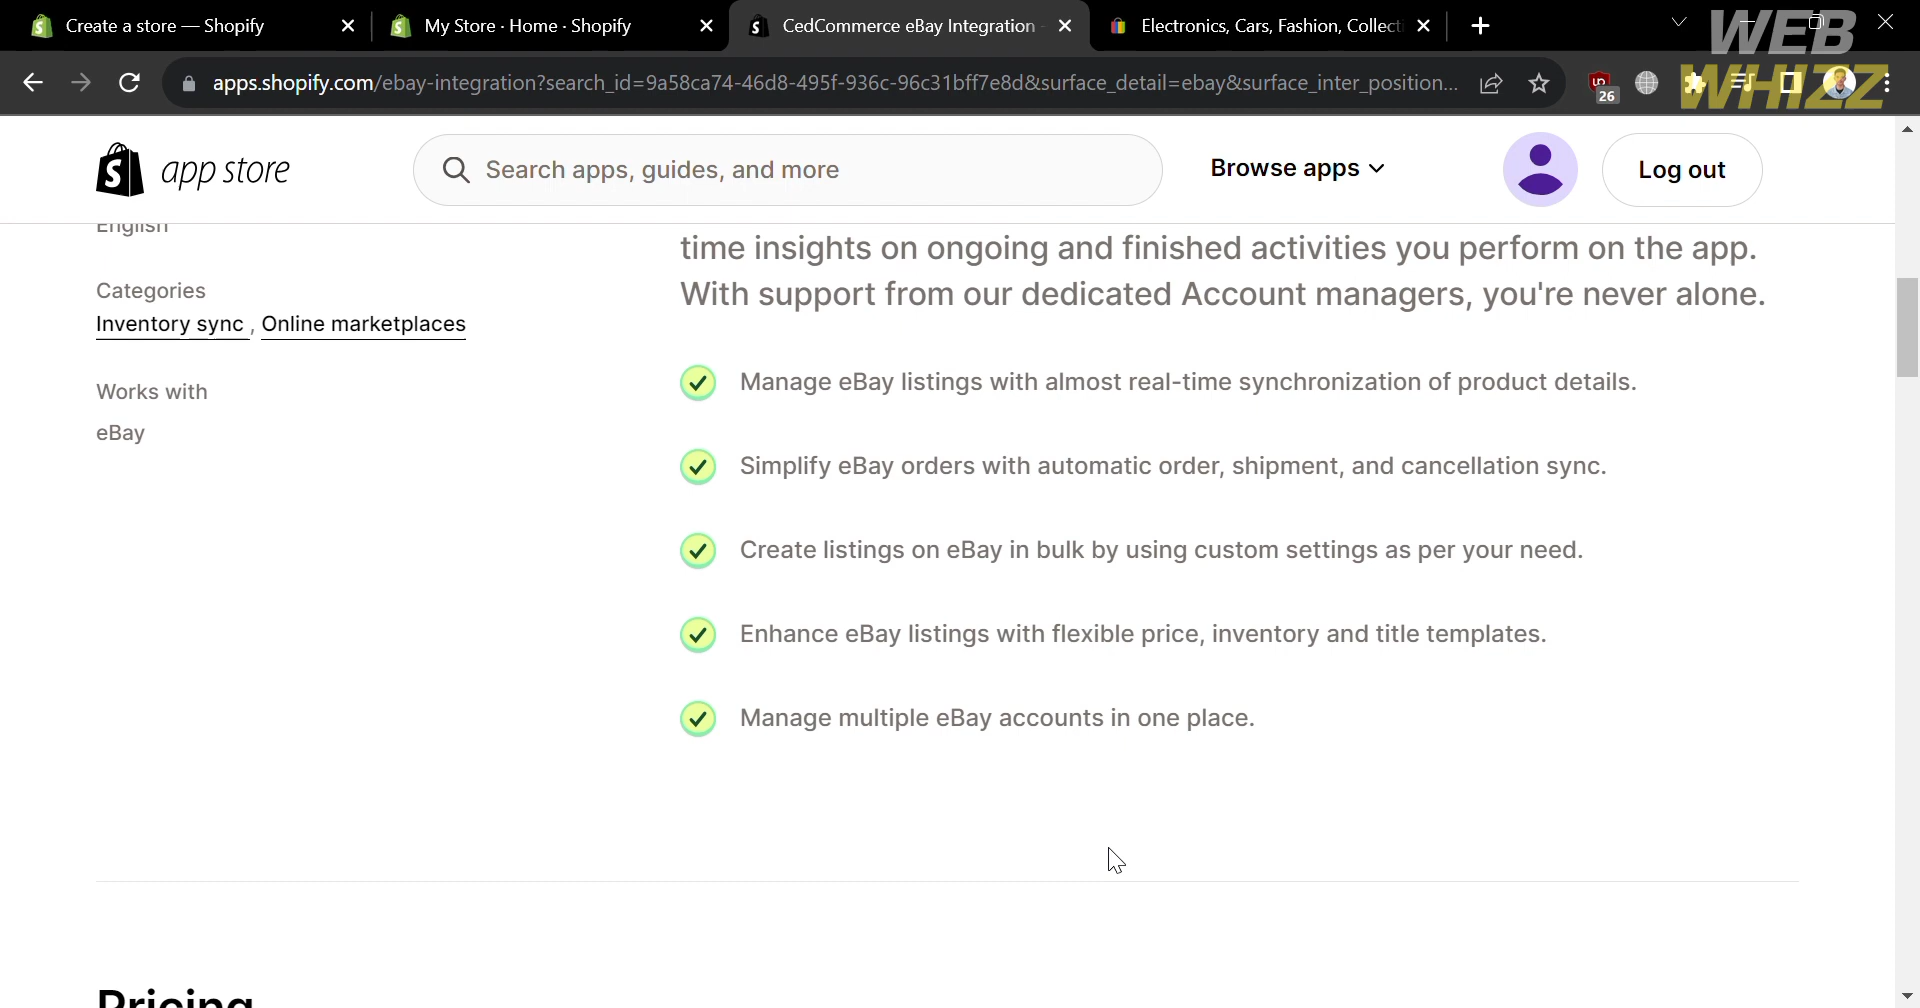 Create a store — Shopify
My Store · Home · Shopify
CedCommerce eBay Integration -
Electronics, Cars, Fashion, Collecti
WEB
WHIZZ
apps.shopify.com/ebay-integration?search_id=9a58ca74-46d8-495f-936c-96c31bff7e8d&surface_detail=ebay&surface_inter_position...
26
app store
Search apps, guides, and more
Browse apps
Log out
English
Categories
Inventory sync , Online marketplaces
Works with
eBay
time insights on ongoing and finished activities you perform on the app.
With support from our dedicated Account managers, you're never alone.
Manage eBay listings with almost real-time synchronization of product details.
Simplify eBay orders with automatic order, shipment, and cancellation sync.
Create listings on eBay in bulk by using custom settings as per your need.
Enhance eBay listings with flexible price, inventory and title templates.
Manage multiple eBay accounts in one place.
Pricing